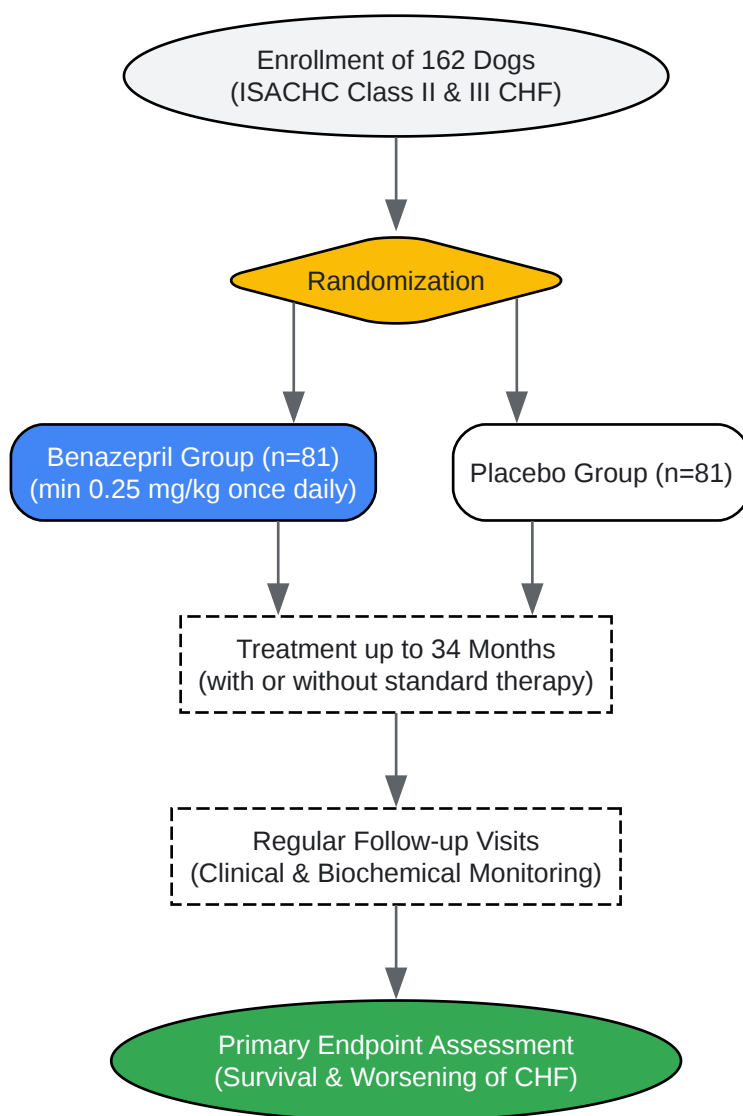 Enrollment of 162 Dogs
(ISACHC Class II & III CHF)
Randomization
Benazepril Group (n=81)
(min 0.25 mg/kg once daily)
Placebo Group (n=81)
Treatment up to 34 Months
(with or without standard therapy)
Regular Follow-up Visits
(Clinical & Biochemical Monitoring)
Primary Endpoint Assessment
(Survival & Worsening of CHF)